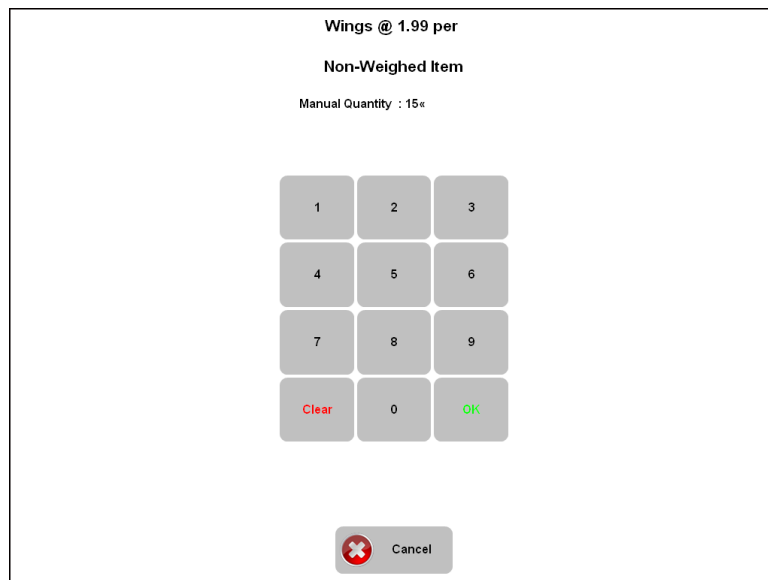 Wings @ 1.99 per
Non-Weighed Item
Manual Quantity : 15«
1 2 3
4 5 6
7 8 9
Clear 0 OK
Cancel